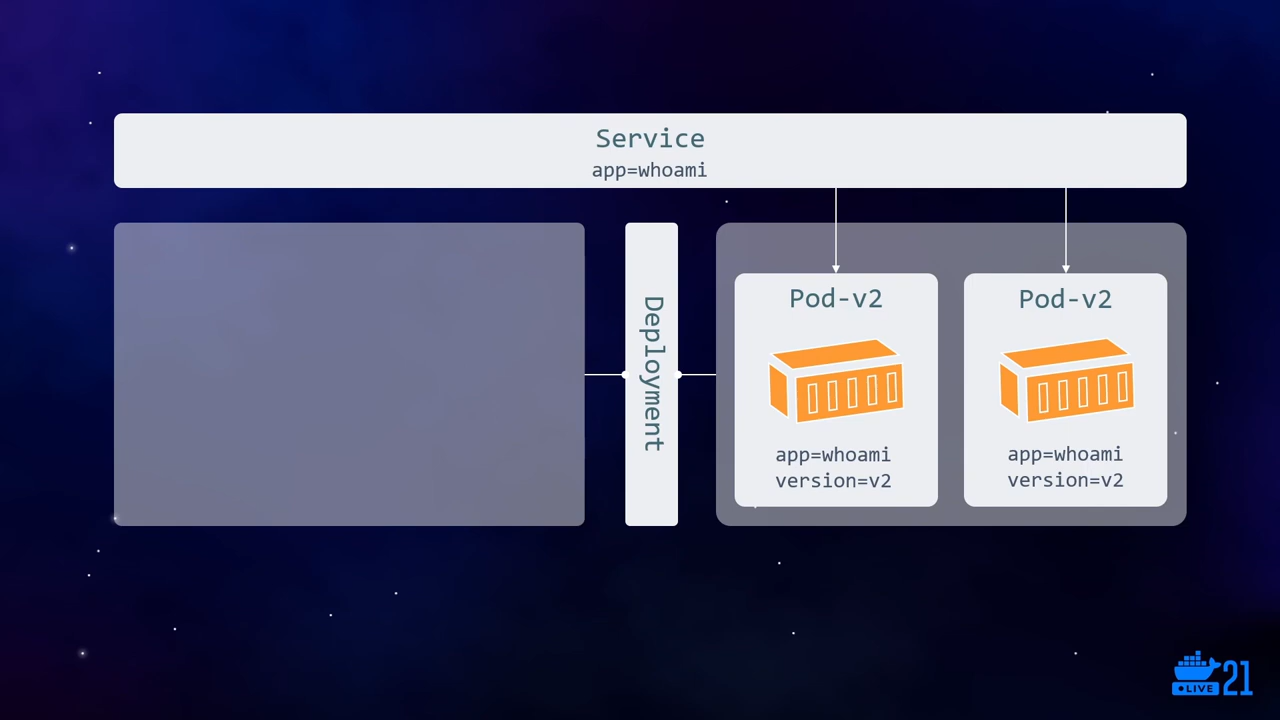 Service
app=whoami
Deployment
Pod-v2
app=whoami
version=v2
Pod-v2
app=whoami
version=v2
LIVE 21